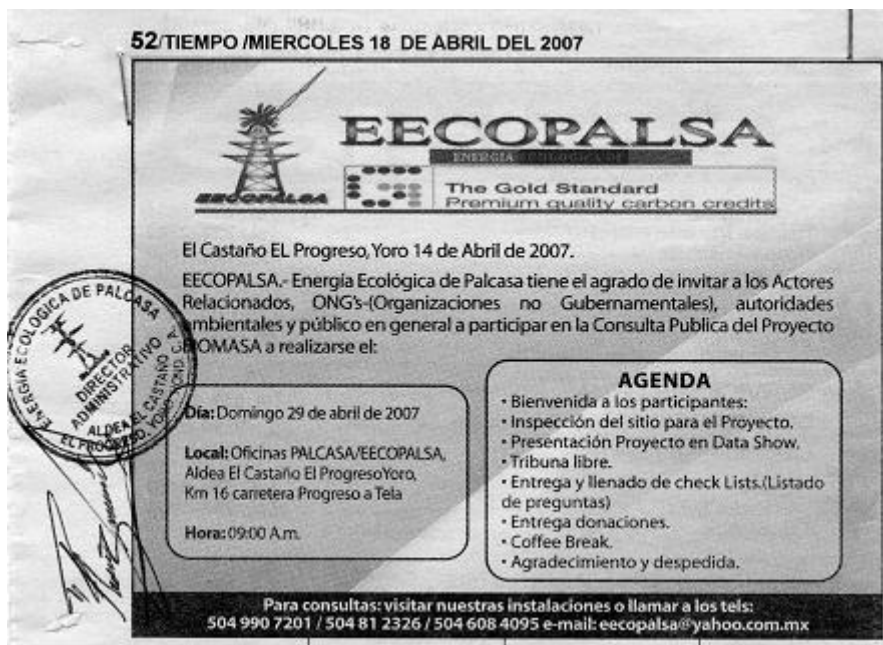 52/TIEMPO /MIERCOLES 18 DE ABRIL DEL 2007
EECOPALSA
ENERGIA ECOLOGICA DE
EECOPALSA
The Gold Standard
Premium quality carbon credits
El Castaño EL Progreso, Yoro 14 de Abril de 2007.
EECOPALSA.- Energía Ecológica de Palcasa tiene el agrado de invitar a los Actores
Relacionados, ONG's-(Organizaciones no Gubernamentales), autoridades
ambientales y público en general a participar en la Consulta Publica del Proyecto
BIOMASA a realizarse el:
ENERGIA ECOLOGICA DE PALCASA
DIRECTOR
ADMINISTRATIVO
ALDEA EL CASTAÑO
EL PROGRESO, YORO, HOND. C.A.
Día: Domingo 29 de abril de 2007
Local: Oficinas PALCASA/EECOPALSA,
Aldea El Castaño El ProgresoYoro,
Km 16 carretera Progreso a Tela
Hora: 09:00 A.m.
AGENDA
• Bienvenida a los participantes:
• Inspección del sitio para el Proyecto.
• Presentación Proyecto en Data Show.
• Tribuna libre.
• Entrega y llenado de check Lists.(Listado
de preguntas)
• Entrega donaciones.
• Coffee Break.
• Agradecimiento y despedida.
Para consultas: visitar nuestras instalaciones o llamar a los tels:
504 990 7201 / 504 81 2326 / 504 608 4095 e-mail: eecopalsa@yahoo.com.mx